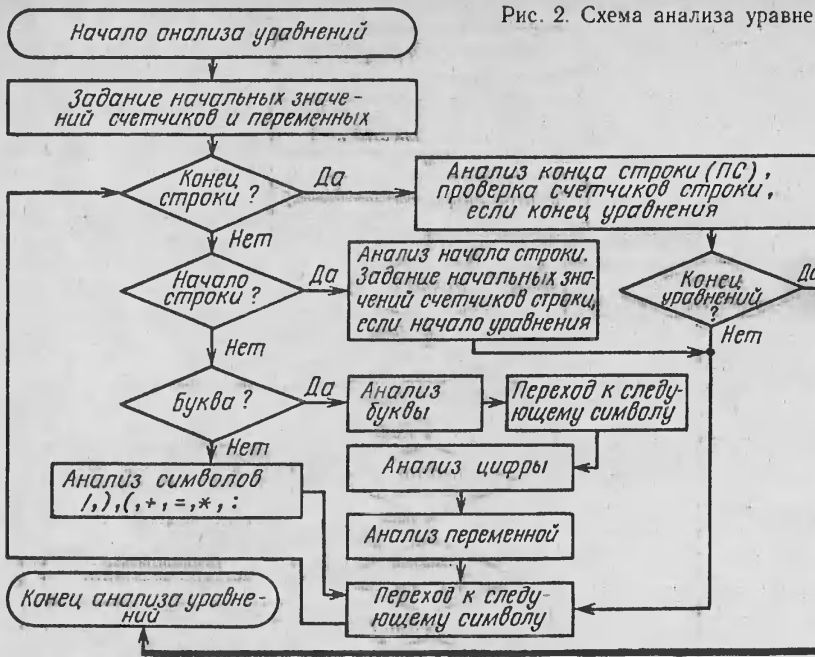 Рис. 2. Схема анализа уравне
Начало анализа уравнений
Задание начальных значе-
ний счетчиков и переменных
Конец
строки ?
Да
Анализ конца строки (ПС),
проверка счетчиков строки,
если конец уравнения
Нет
Начало
строки ?
Да
Анализ начала строки.
Задание начальных зна-
чений счетчиков строки,
если начало уравнения
Конец
уравнений
?
Да
Нет
Нет
Буква ?
Да
Анализ
буквы
Переход к следу-
ющему символу
Нет
Анализ символов
/,),(,+,=,*,:
Анализ цифры
Анализ переменной
Переход к следу-
ющему символу
Конец анализа уравне-
ний